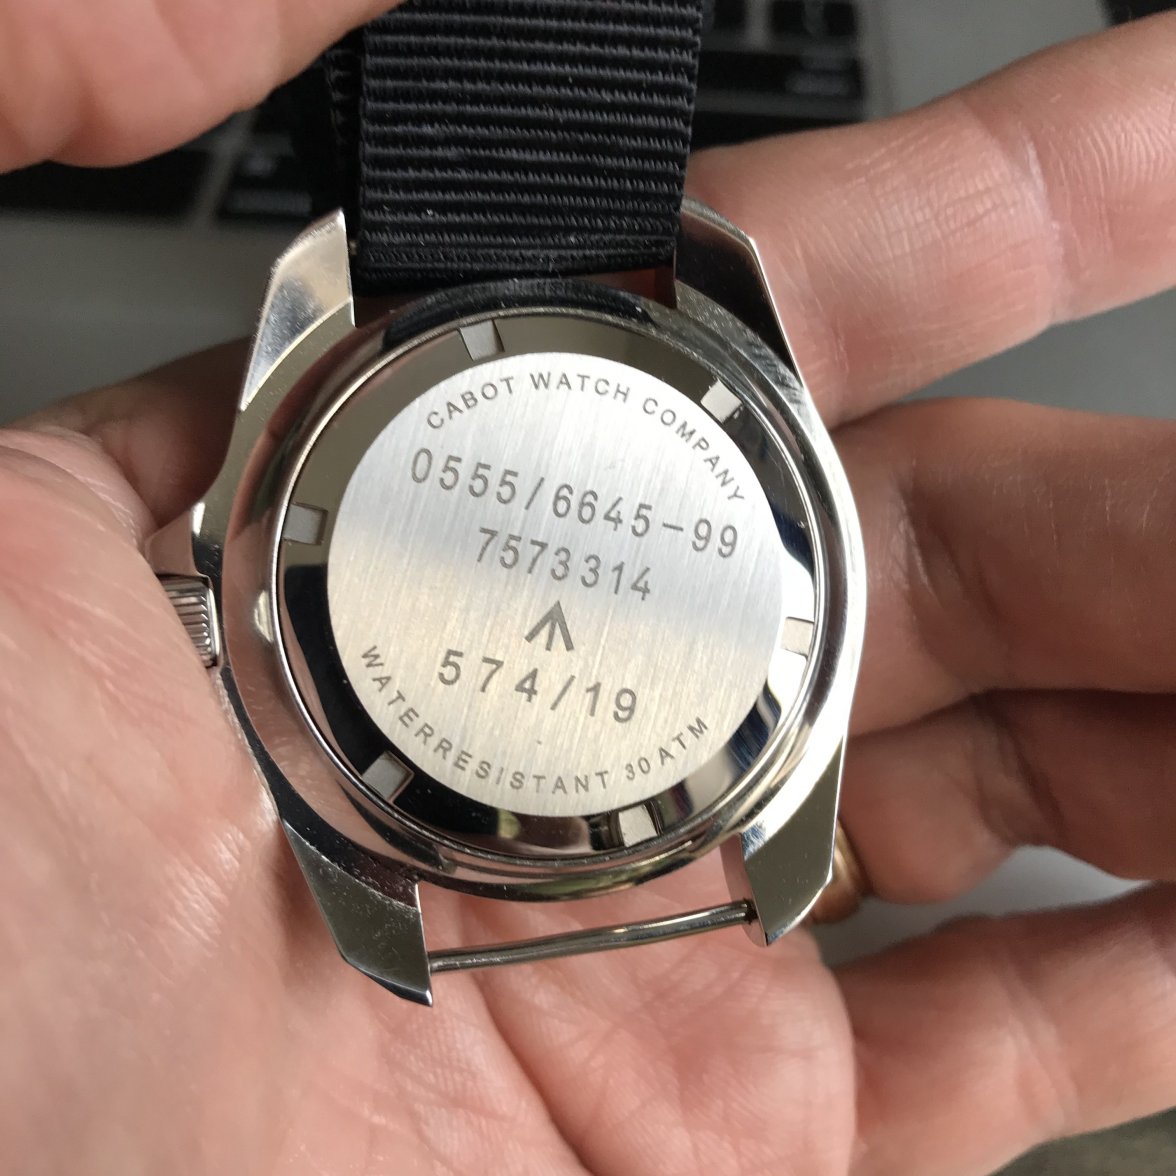 CABOT WATCH COMPANY
0555/6645-99
7573314
574/19
WATERRESISTANT 30 ATM